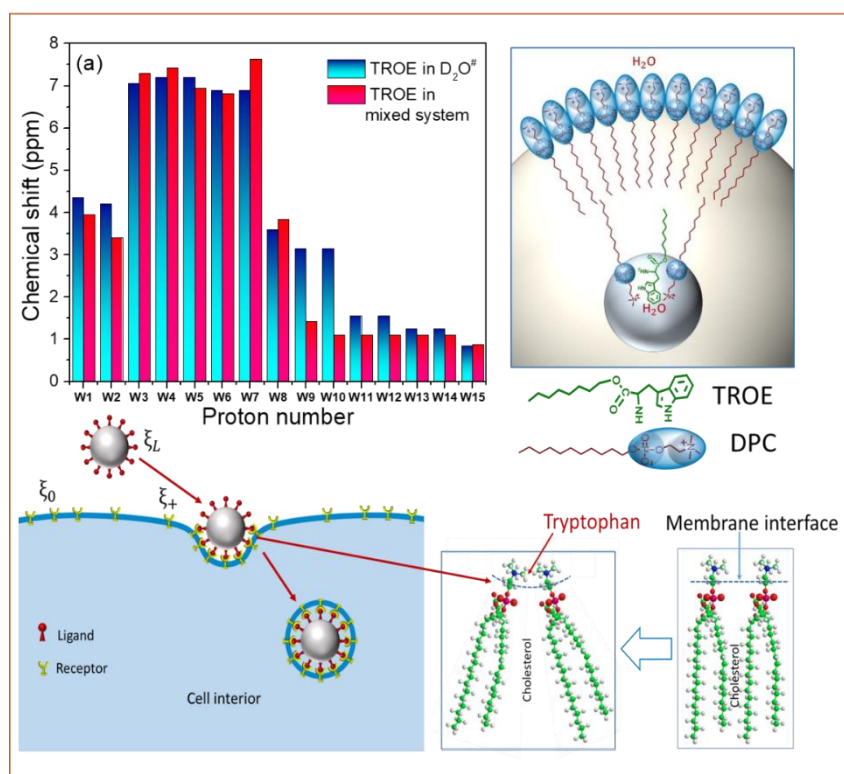 (a)
TROE in D₂O#
TROE in
mixed system
Chemical shift (ppm)
8
7
6
5
4
3
2
1
0
W1 W2 W3 W4 W5 W6 W7 W8 W9 W10 W11 W12 W13 W14 W15
Proton number
H₂O
H₂O
TROE
DPC
ξL
ξ0
ξ+
Ligand
Receptor
Cell interior
Tryptophan
Membrane interface
Cholesterol
Cholesterol